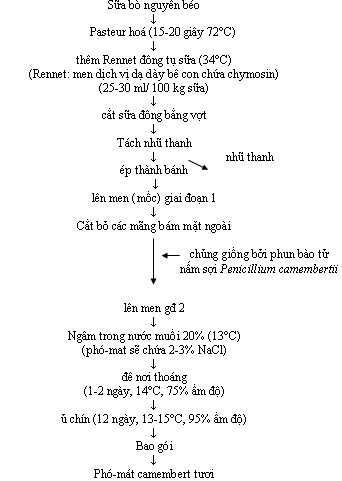 Sữa bò nguyên béo
Pasteur hoá (15-20 giây 72°C)
thêm Rennet đông tụ sữa (34°C)
(Rennet: men dịch vị dạ dày bê con chứa chymosin)
(25-30 ml/ 100 kg sữa)
cắt sữa đông bằng vợt
Tách nhũ thanh
nhũ thanh
ép thành bánh
lên men (mốc) giai đoạn 1
Cắt bỏ các mãng bám mặt ngoài
chủng giống bởi phun bào tử
nấm sợi Penicillium camembertii
lên men gđ 2
Ngâm trong nước muối 20% (13°C)
(phó-mat sẽ chứa 2-3% NaCl)
để nơi thoáng
(1-2 ngày, 14°C, 75% ẩm độ)
ủ chín (12 ngày, 13-15°C, 95% ẩm độ)
Bao gói
Phó-mát camembert tươi